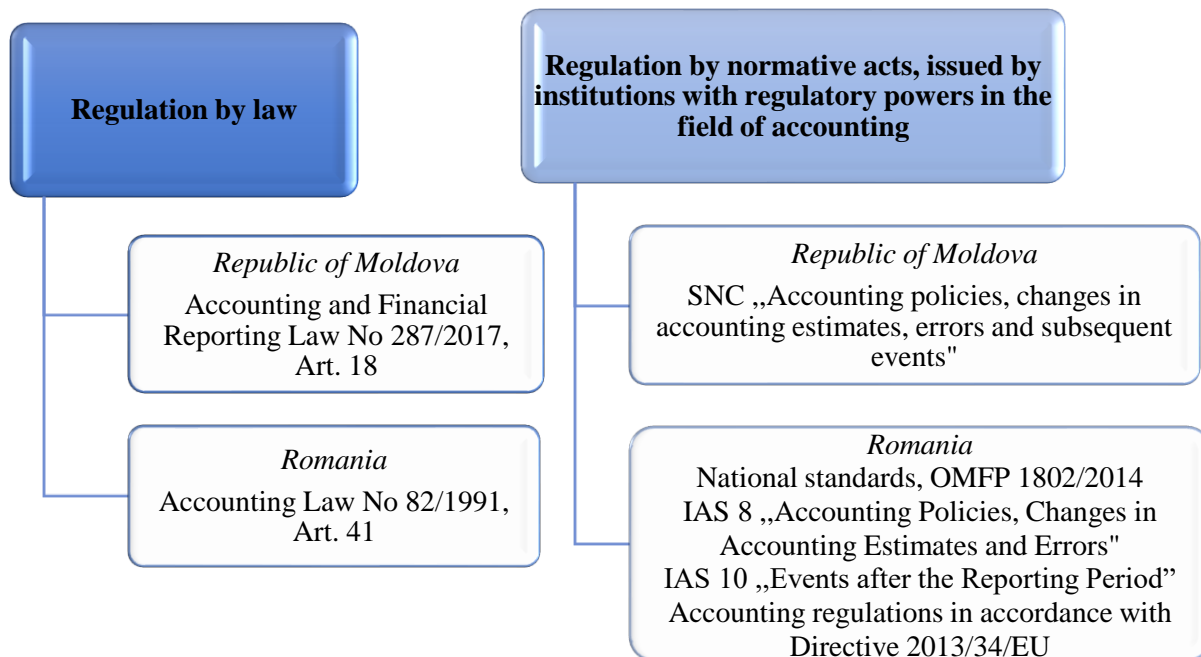 Regulation by law
Republic of Moldova
Accounting and Financial
Reporting Law No 287/2017,
Art. 18
Romania
Accounting Law No 82/1991,
Art. 41
Regulation by normative acts, issued by
institutions with regulatory powers in the
field of accounting
Republic of Moldova
SNC ,,Accounting policies, changes in
accounting estimates, errors and subsequent
events"
Romania
National standards, OMFP 1802/2014
IAS 8 ,,Accounting Policies, Changes in
Accounting Estimates and Errors"
IAS 10 ,,Events after the Reporting Period”
Accounting regulations in accordance with
Directive 2013/34/EU